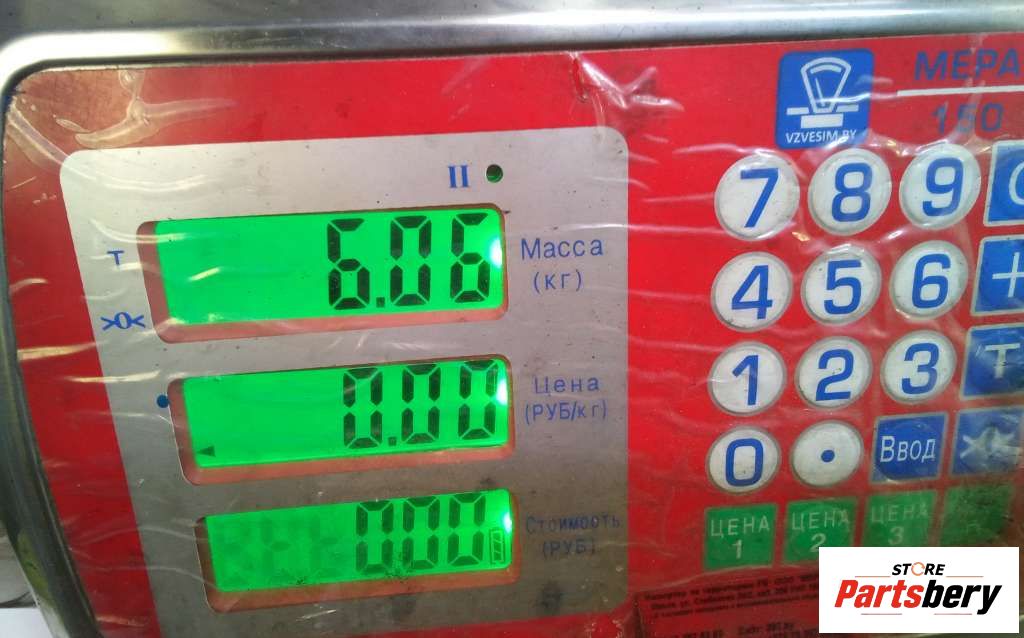 МЕРА
150
VZVESIM.BY
II
T
6.06
Масса
(кг)
>0<
0.00
Цена
(РУБ/кг)
0.00
Стоимость
(РУБ)
7 8 9
4 5 6 +
1 2 3 T
0 . Ввод
ЦЕНА 1
ЦЕНА 2
ЦЕНА 3
STORE
Partsbery